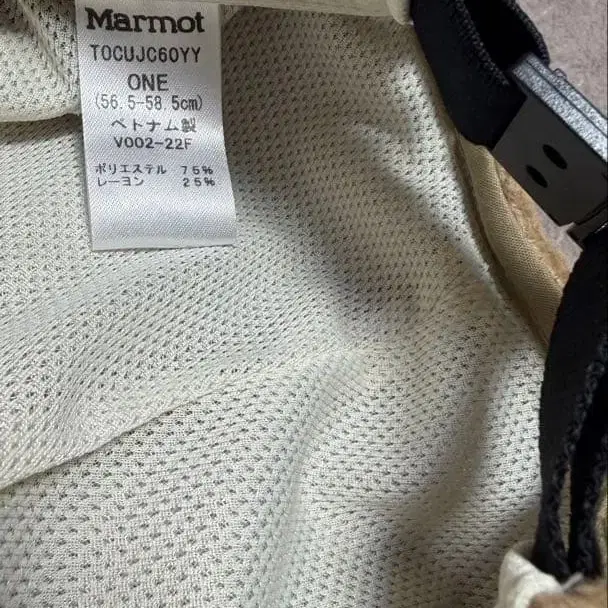 Marmot
TOCUJC60YY
ONE
(56.5-58.5cm)
ベトナム製
V002-22F
ポリエステル 75%
レーヨン 25%